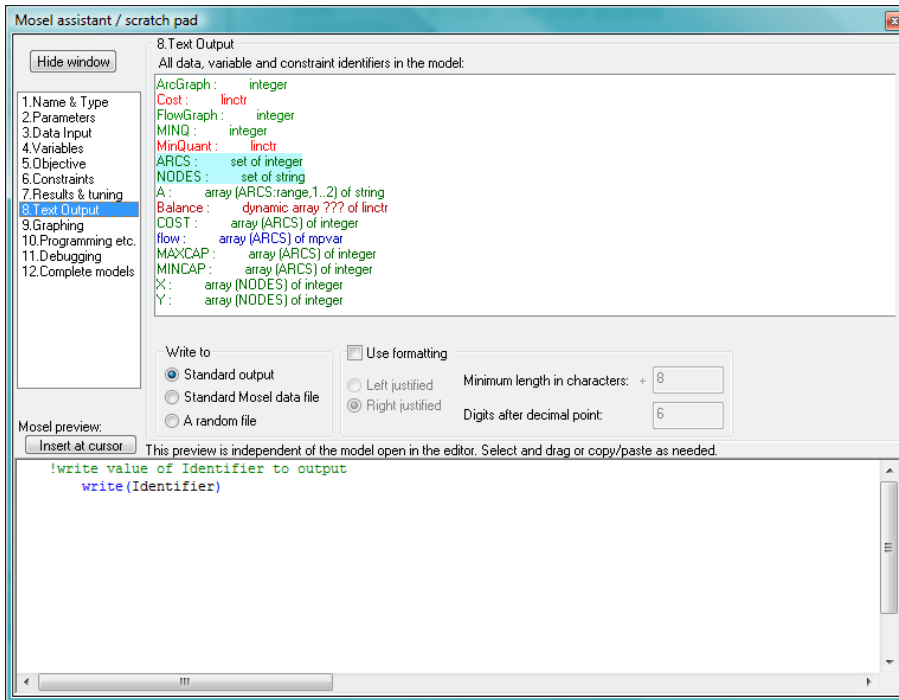 Mosel assistant / scratch pad
Hide window
1.Name & Type
2.Parameters
3.Data Input
4.Variables
5.Objective
6.Constraints
7.Results & tuning
8.Text Output
9.Graphing
10.Programming etc.
11.Debugging
12.Complete models
8.Text Output
All data, variable and constraint identifiers in the model:
ArcGraph : integer
Cost : linctr
FlowGraph : integer
MINQ : integer
MinQuant : linctr
ARCS : set of integer
NODES : set of string
A : array (ARCS:range,1..2) of string
Balance : dynamic array ??? of linctr
COST : array (ARCS) of integer
flow : array (ARCS) of mpvar
MAXCAP : array (ARCS) of integer
MINCAP : array (ARCS) of integer
X : array (NODES) of integer
Y : array (NODES) of integer
Write to
Standard output
Standard Mosel data file
A random file
Use formatting
Left justified
Right justified
Minimum length in characters: + 8
Digits after decimal point: 6
Mosel preview:
Insert at cursor
This preview is independent of the model open in the editor. Select and drag or copy/paste as needed.
!write value of Identifier to output
write(Identifier)